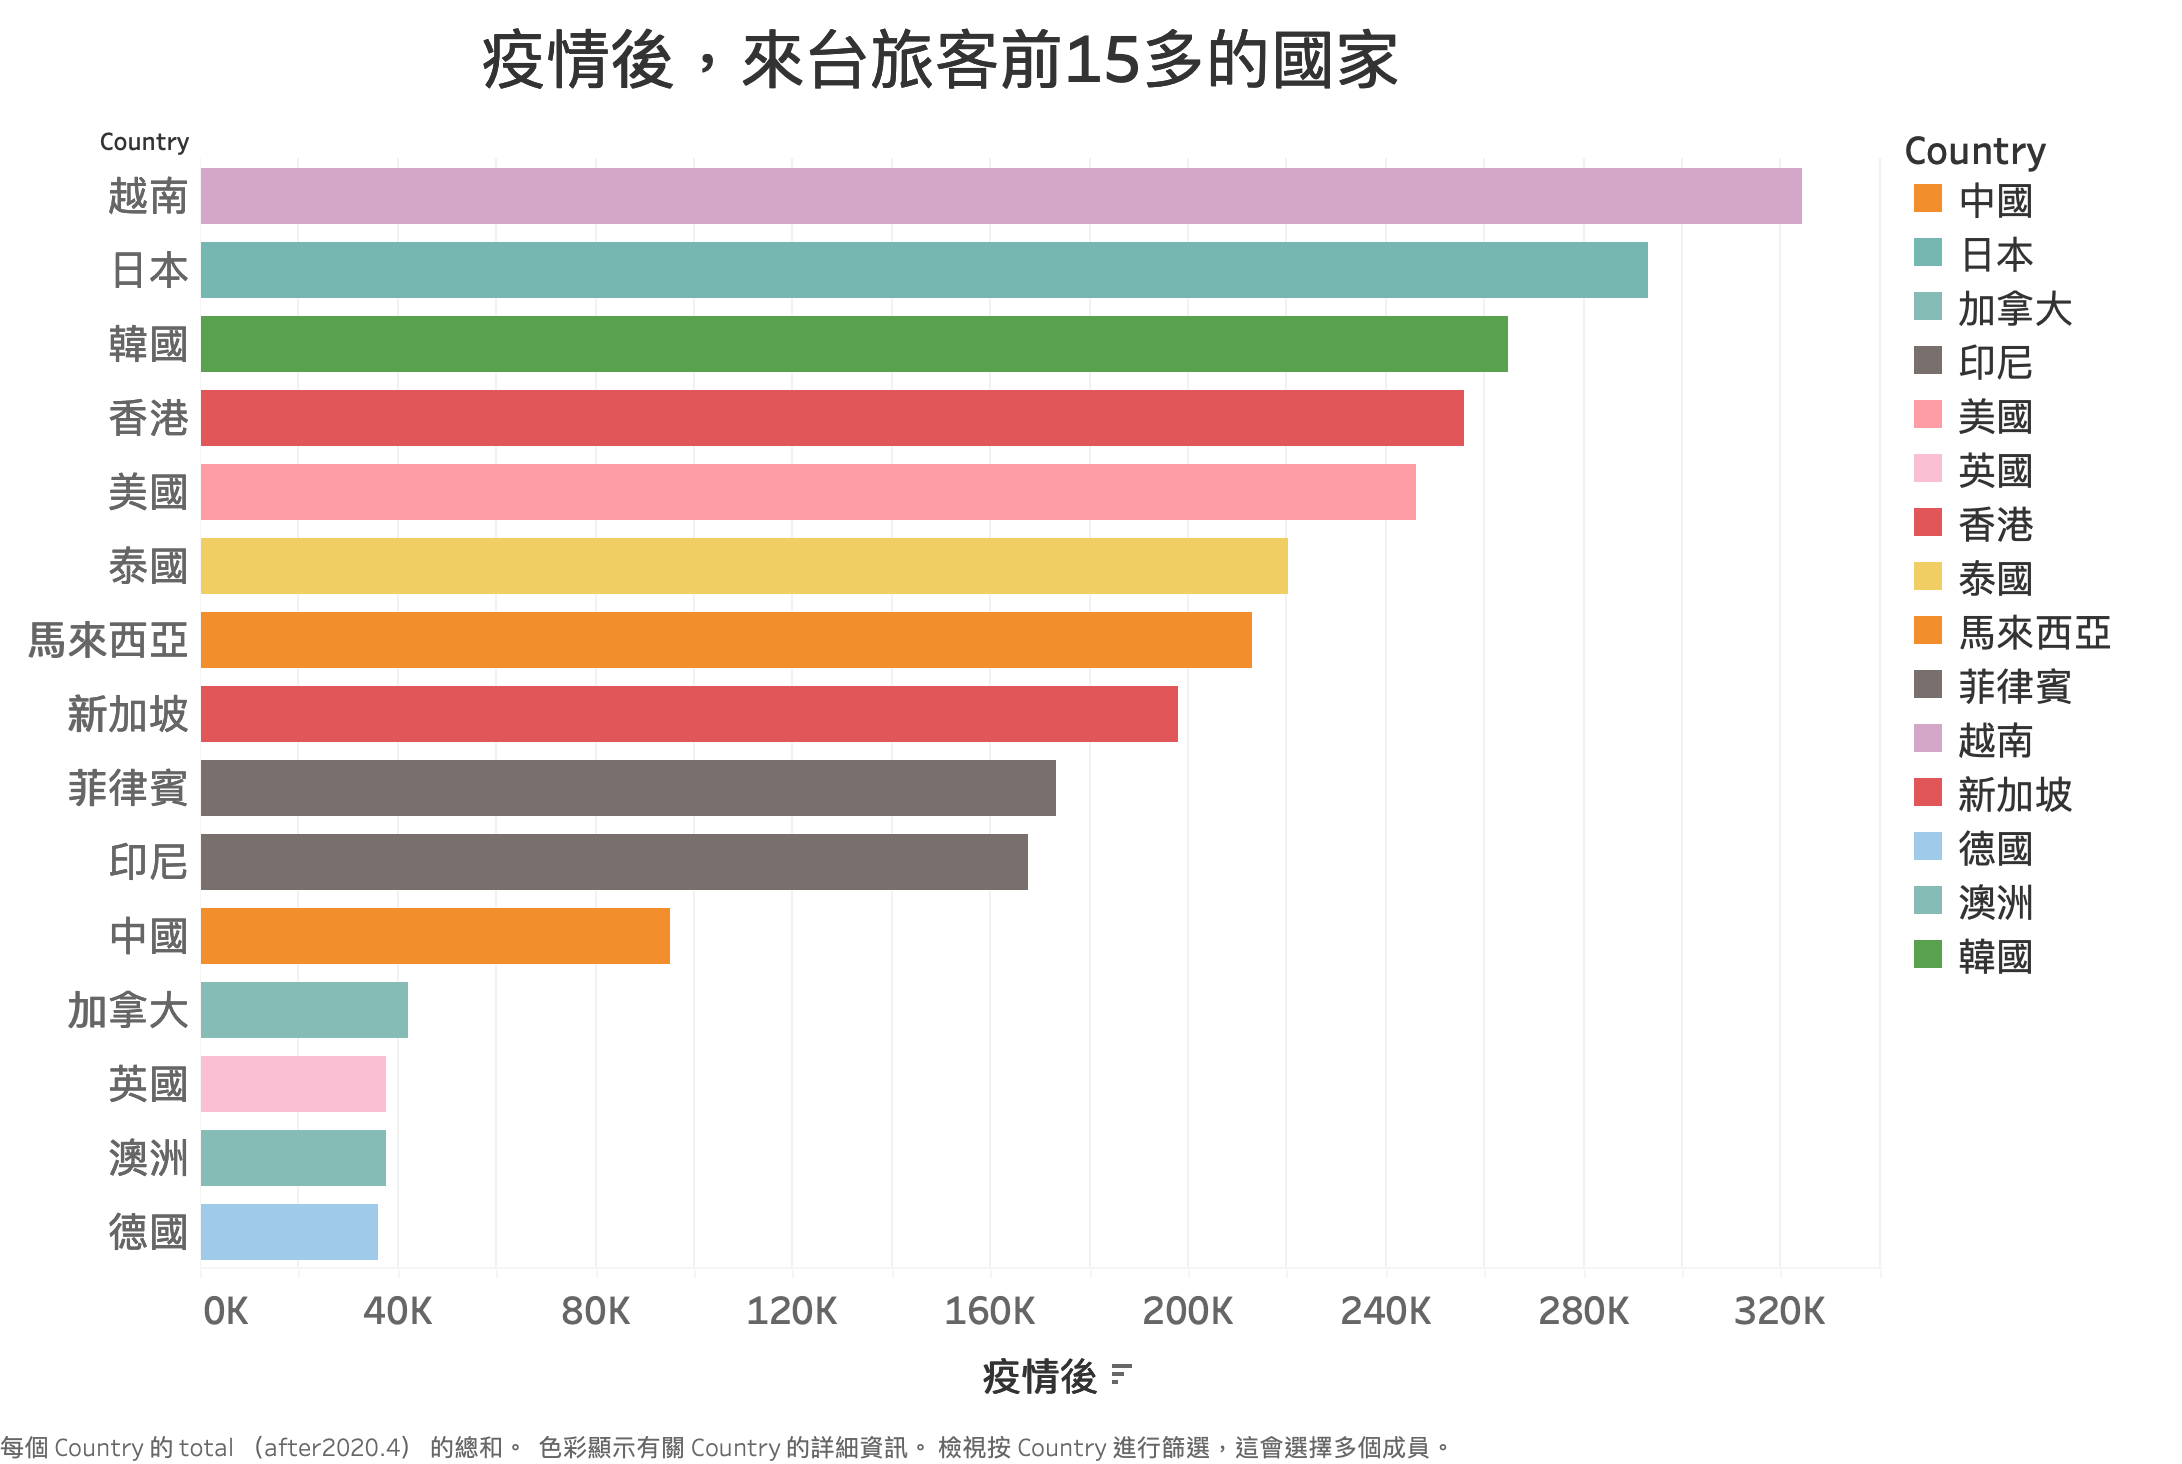 疫情後，來台旅客前15多的國家
Country
越南
日本
韓國
香港
美國
泰國
馬來西亞
新加坡
菲律賓
印尼
中國
加拿大
英國
澳洲
德國
0K 40K 80K 120K 160K 200K 240K 280K 320K
疫情後
Country
中國
日本
加拿大
印尼
美國
英國
香港
泰國
馬來西亞
菲律賓
越南
新加坡
德國
澳洲
韓國
每個 Country 的 total （after2020.4） 的總和。 色彩顯示有關 Country 的詳細資訊。 檢視按 Country 進行篩選，這會選擇多個成員。